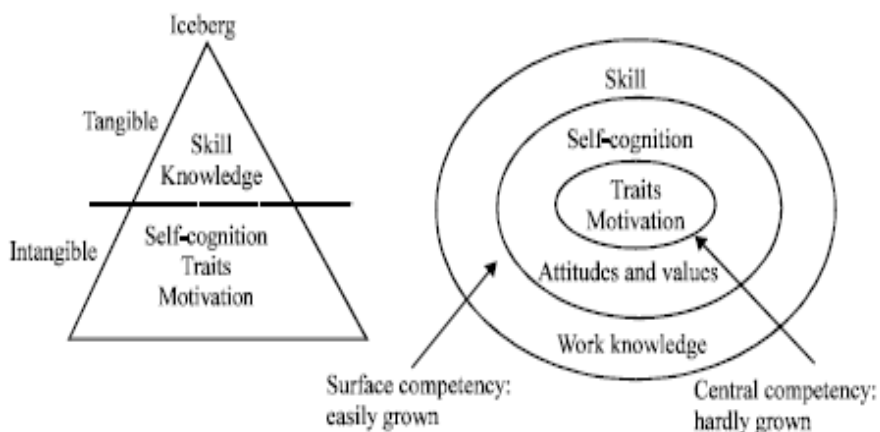 Iceberg
Tangible
Skill
Knowledge
Intangible
Self-cognition
Traits
Motivation
Skill
Self-cognition
Traits
Motivation
Attitudes and values
Work knowledge
Surface competency:
easily grown
Central competency:
hardly grown